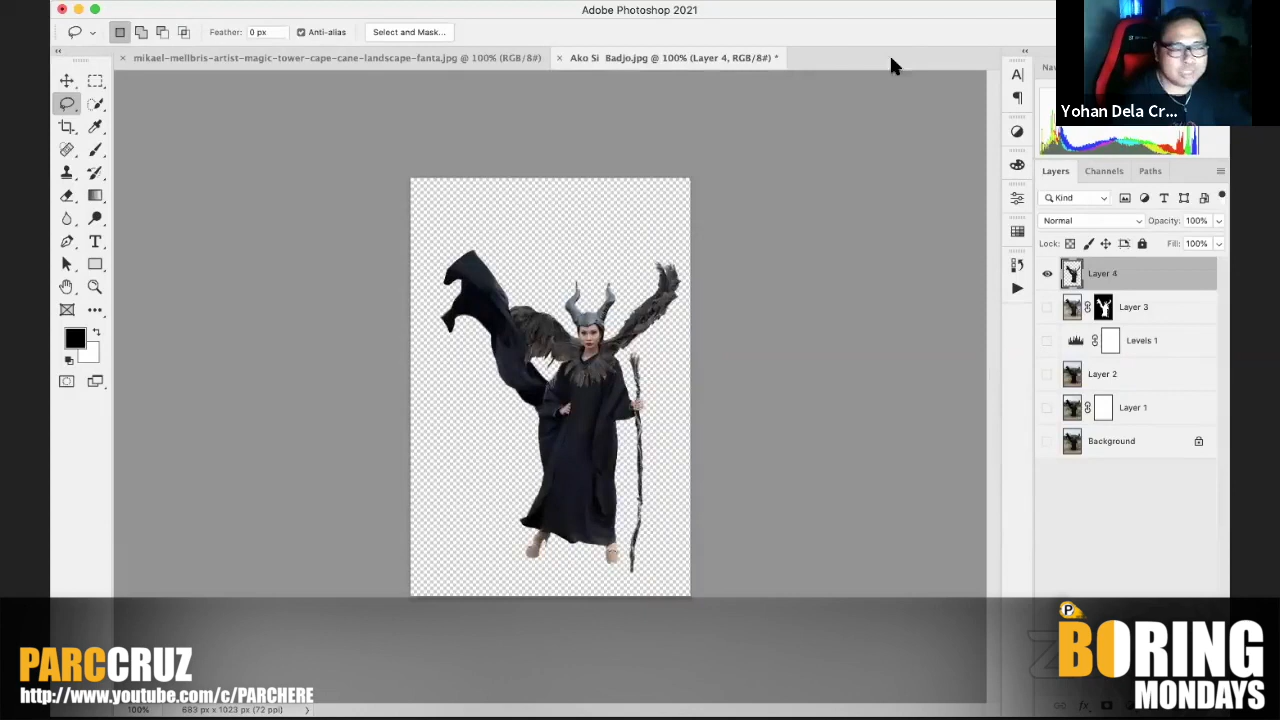 Adobe Photoshop 2021
Feather: 0 px
Anti-alias
Select and Mask...
mikael-mellbris-artist-magic-tower-cape-cane-landscape-fanta.jpg @ 100% (RGB/8#)
Ako Si Badjo.jpg @ 100% (Layer 4, RGB/8#) *
Yohan Dela Cr...
Layers
Channels
Paths
Kind
Normal
Opacity: 100%
Lock:
Fill: 100%
Layer 4
Layer 3
Levels 1
Layer 2
Layer 1
Background
PARCCRUZ
http://www.youtube.com/c/PARCHERE
P
BORING
MONDAYS
100%
683 px x 1023 px (72 ppi)